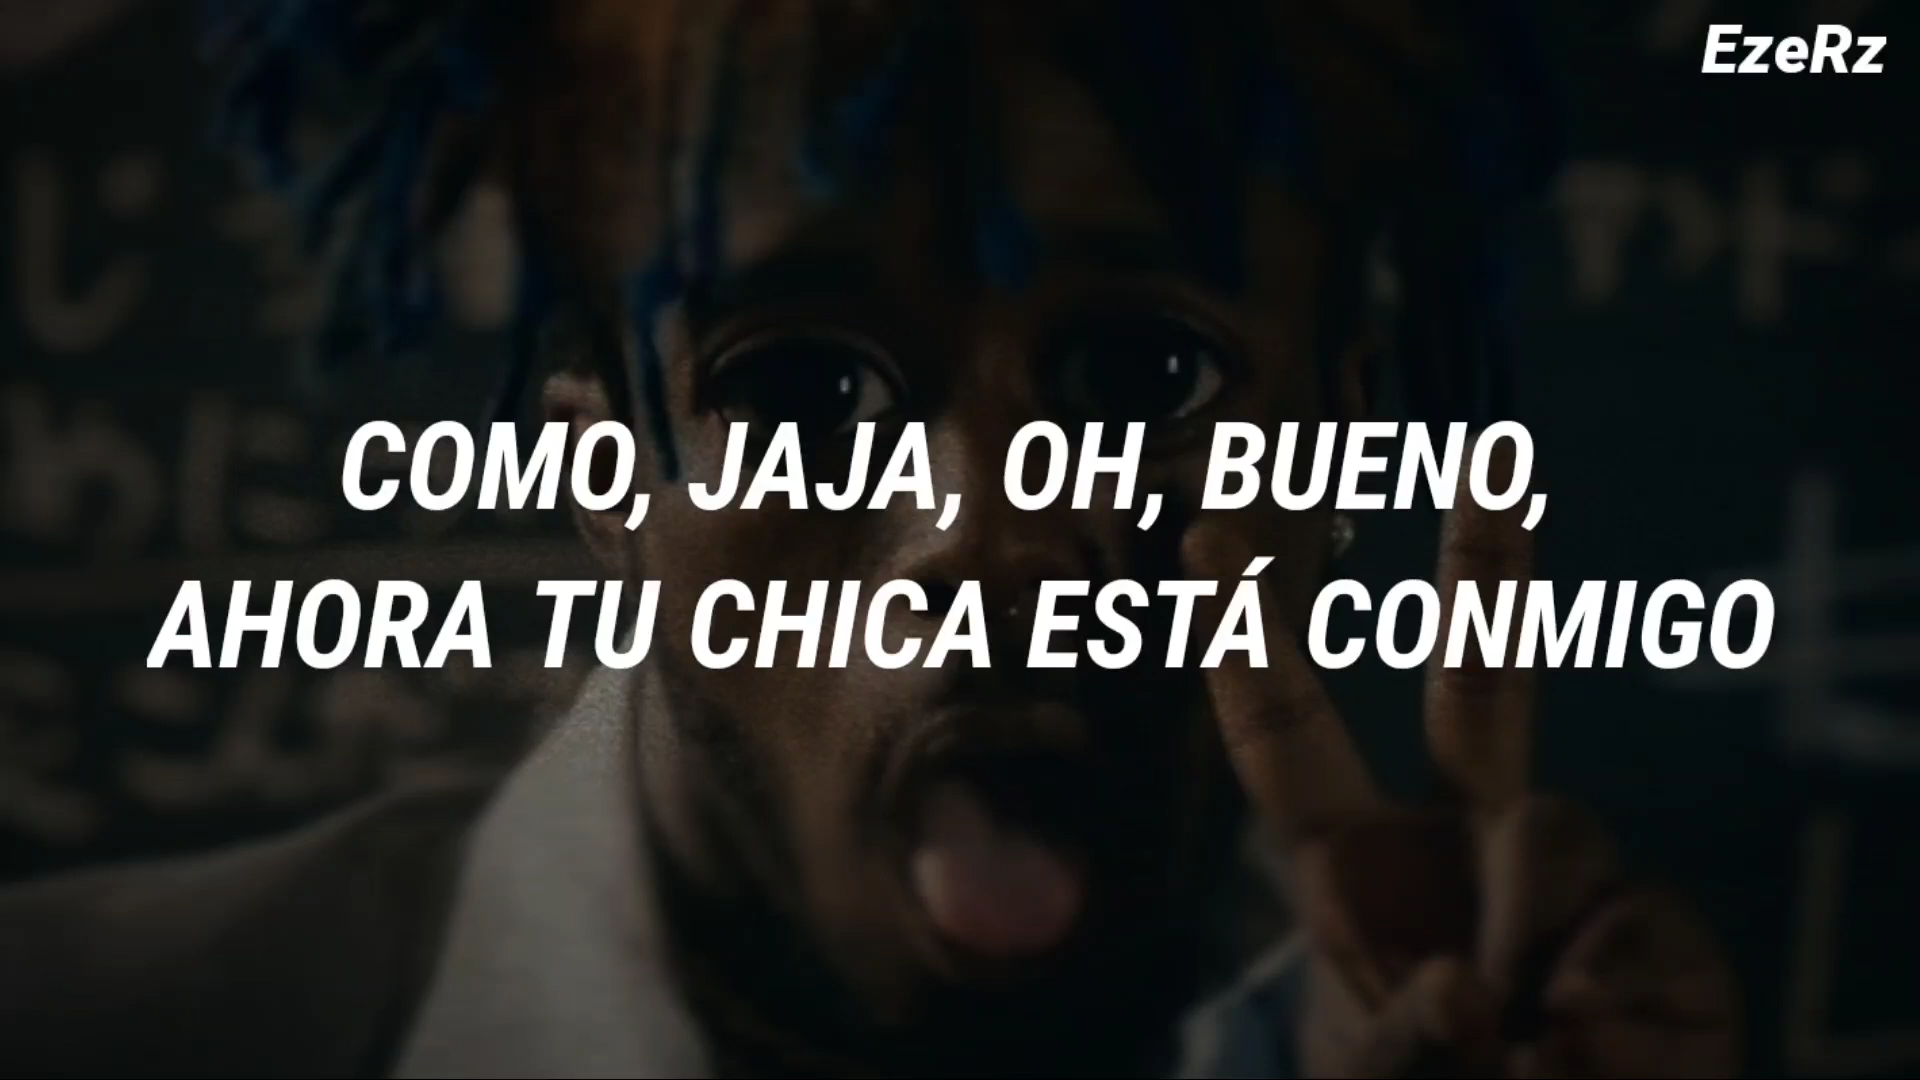 EzeRz
COMO, JAJA, OH, BUENO,
AHORA TU CHICA ESTÁ CONMIGO